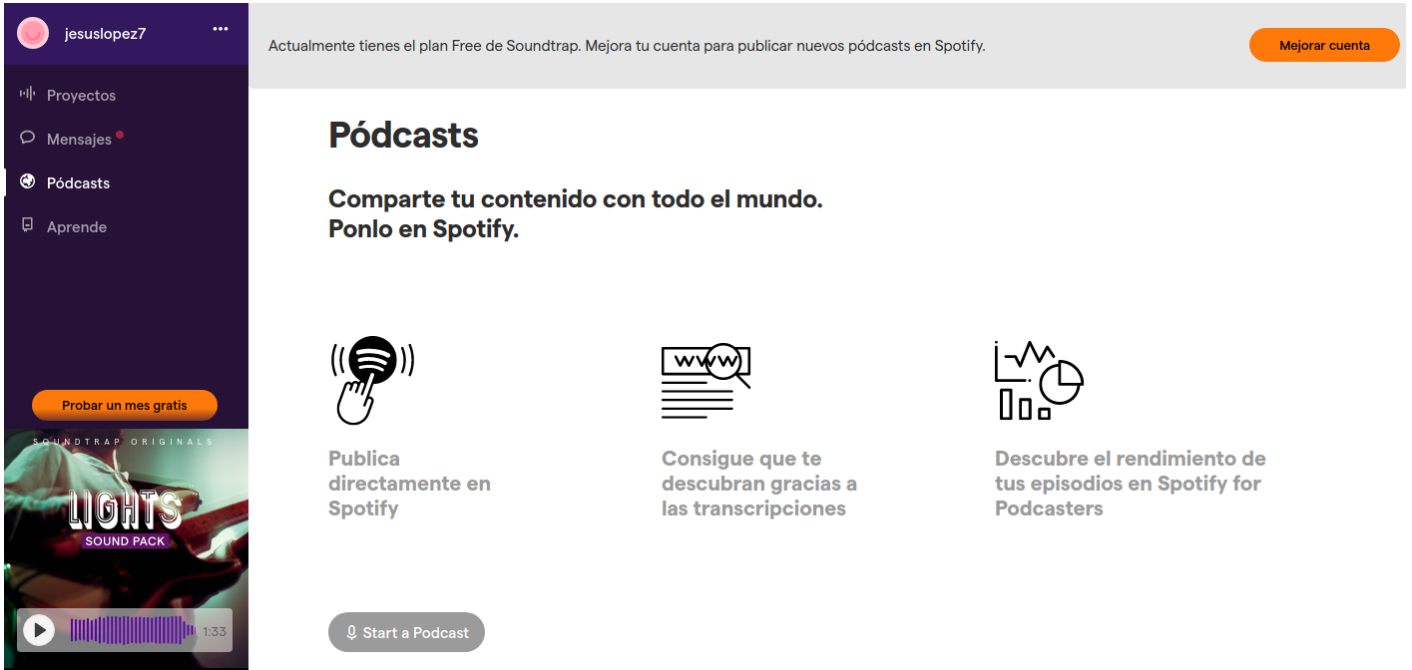 jesuslopez7
Proyectos
Mensajes
Pódcasts
Aprende
Probar un mes gratis
SOUNDTRAP ORIGINALS
LIGHTS
SOUND PACK
1:33
Actualmente tienes el plan Free de Soundtrap. Mejora tu cuenta para publicar nuevos pódcasts en Spotify.
Mejorar cuenta
Pódcasts
Comparte tu contenido con todo el mundo.
Ponlo en Spotify.
www
Publica
directamente en
Spotify
Consigue que te
descubran gracias a
las transcripciones
Descubre el rendimiento de
tus episodios en Spotify for
Podcasters
Start a Podcast